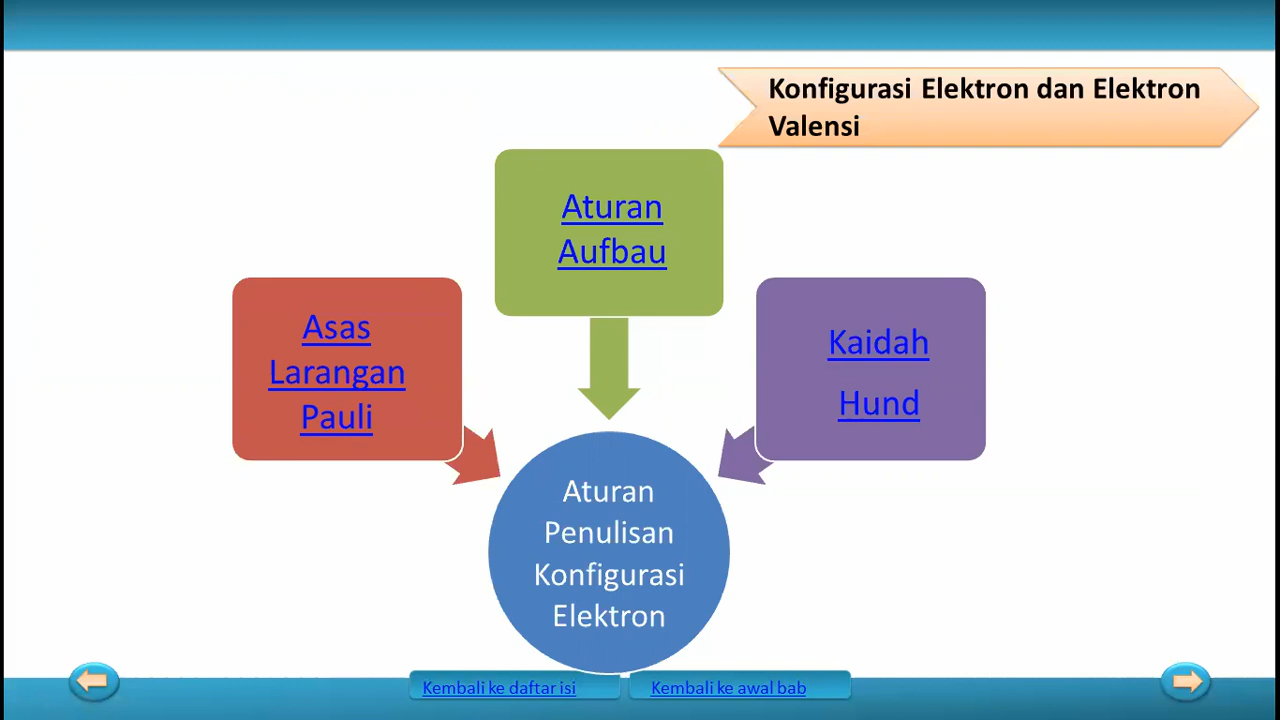 Konfigurasi Elektron dan Elektron
Valensi
Aturan
Aufbau
Asas
Larangan
Pauli
Kaidah
Hund
Aturan
Penulisan
Konfigurasi
Elektron
Kembali ke daftar isi
Kembali ke awal bab